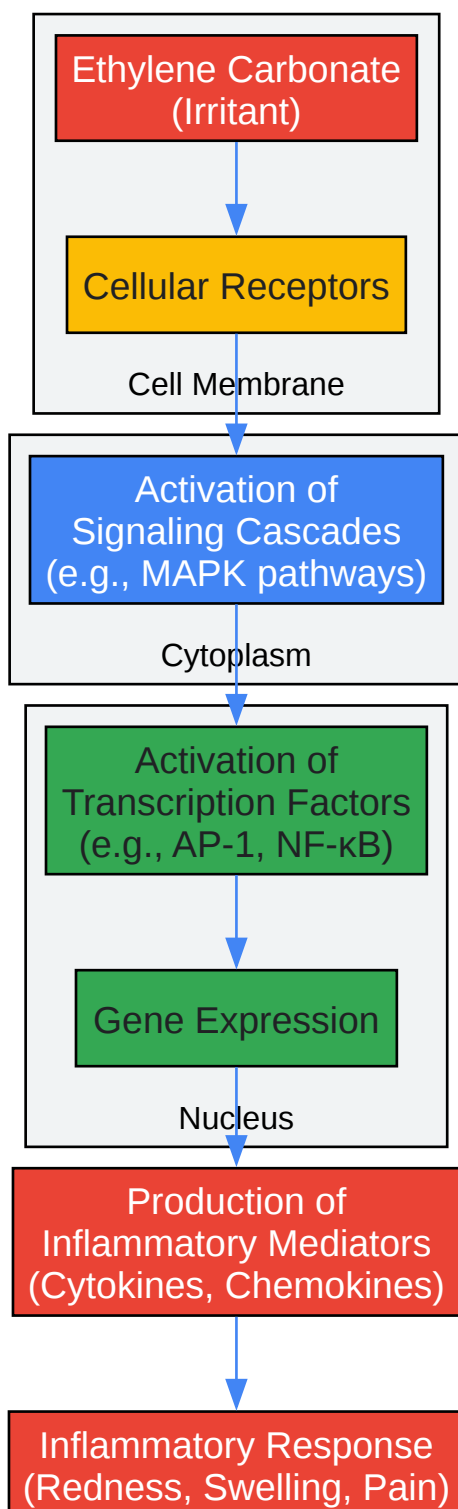 Ethylene Carbonate
(Irritant)
Cellular Receptors
Cell Membrane
Activation of
Signaling Cascades
(e.g., MAPK pathways)
Cytoplasm
Activation of
Transcription Factors
(e.g., AP-1, NF-κB)
Gene Expression
Nucleus
Production of
Inflammatory Mediators
(Cytokines, Chemokines)
Inflammatory Response
(Redness, Swelling, Pain)